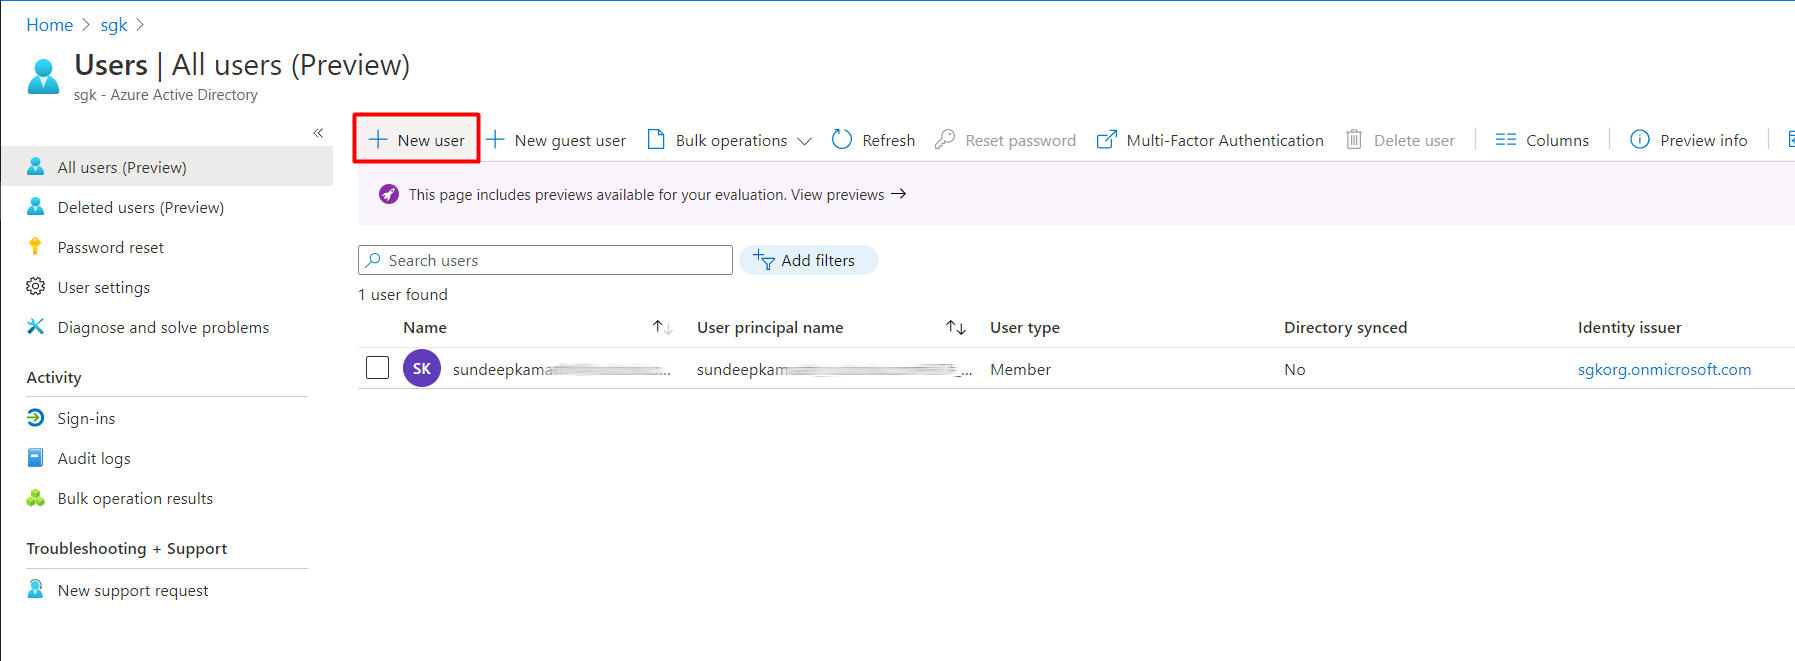 Home > sgk >
Users | All users (Preview)
sgk - Azure Active Directory
«
New user
New guest user
Bulk operations
Refresh
Reset password
Multi-Factor Authentication
Delete user
Columns
Preview info
All users (Preview)
Deleted users (Preview)
Password reset
User settings
Diagnose and solve problems
Activity
Sign-ins
Audit logs
Bulk operation results
Troubleshooting + Support
New support request
This page includes previews available for your evaluation. View previews →
Search users
Add filters
1 user found
Name User principal name User type Directory synced Identity issuer
SK Member No sgkorg.onmicrosoft.com